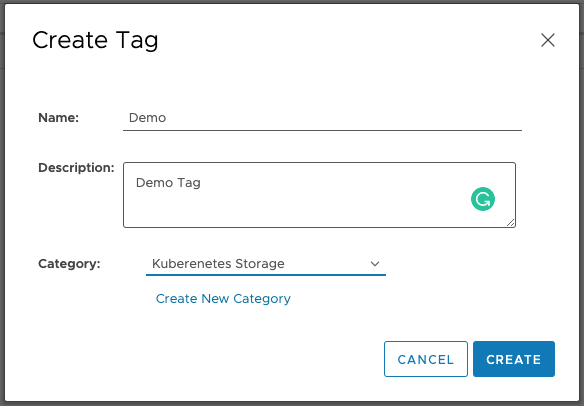 Create Tag
Name: Demo
Description: Demo Tag
Category: Kuberenetes Storage
Create New Category
CANCEL CREATE